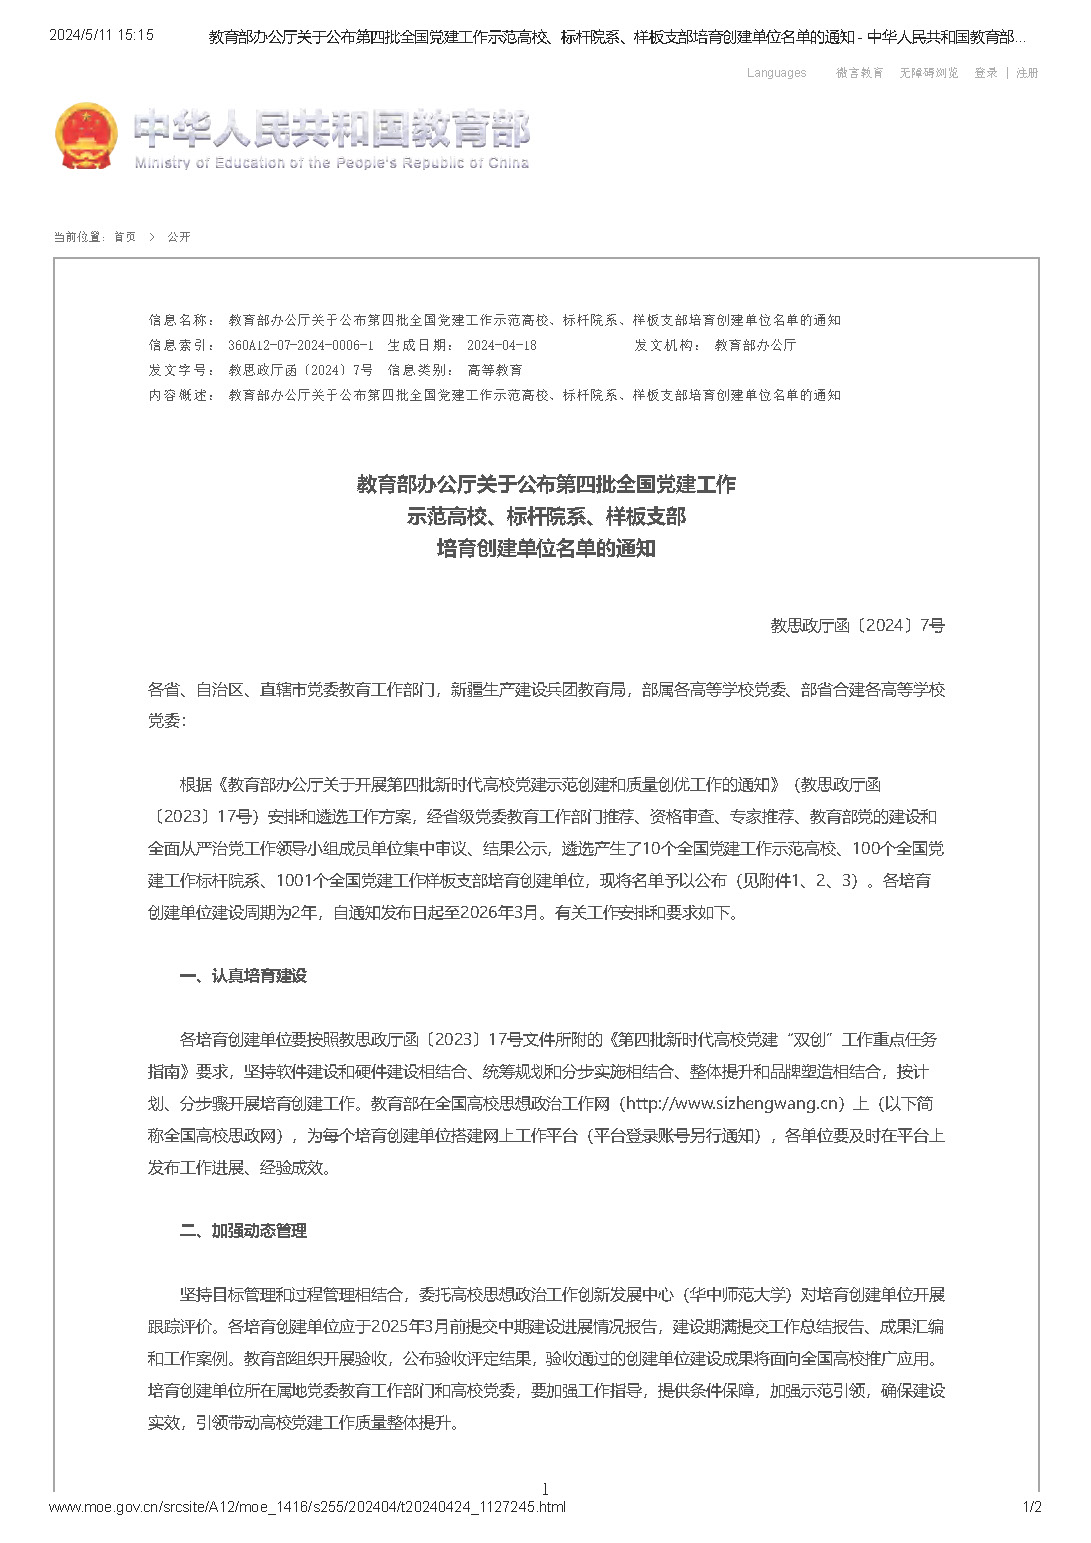 2024/5/11 15:15 教育部办公厅关于公布第四批全国党建工作示范高校、标杆院系、样板支部培育创建单位名单的通知 - 中华人民共和国教育部...
Languages 微言教育 无障碍浏览 登录 | 注册
中华人民共和国教育部
Ministry of Education of the People's Republic of China
当前位置： 首页 > 公开
信息名称： 教育部办公厅关于公布第四批全国党建工作示范高校、标杆院系、样板支部培育创建单位名单的通知
信息索引： 360A12-07-2024-0006-1 生成日期： 2024-04-18 发文机构： 教育部办公厅
发文字号： 教思政厅函〔2024〕7号 信息类别： 高等教育
内容概述： 教育部办公厅关于公布第四批全国党建工作示范高校、标杆院系、样板支部培育创建单位名单的通知
教育部办公厅关于公布第四批全国党建工作
示范高校、标杆院系、样板支部
培育创建单位名单的通知
教思政厅函〔2024〕7号
各省、自治区、直辖市党委教育工作部门，新疆生产建设兵团教育局，部属各高等学校党委、部省合建各高等学校
党委：
根据《教育部办公厅关于开展第四批新时代高校党建示范创建和质量创优工作的通知》（教思政厅函
〔2023〕17号）安排和遴选工作方案，经省级党委教育工作部门推荐、资格审查、专家推荐、教育部党的建设和
全面从严治党工作领导小组成员单位集中审议、结果公示，遴选产生了10个全国党建工作示范高校、100个全国党
建工作标杆院系、1001个全国党建工作样板支部培育创建单位，现将名单予以公布（见附件1、2、3）。各培育
创建单位建设周期为2年，自通知发布日起至2026年3月。有关工作安排和要求如下。
一、认真培育建设
各培育创建单位要按照教思政厅函〔2023〕17号文件所附的《第四批新时代高校党建“双创”工作重点任务
指南》要求，坚持软件建设和硬件建设相结合、统筹规划和分步实施相结合、整体提升和品牌塑造相结合，按计
划、分步骤开展培育创建工作。教育部在全国高校思想政治工作网（http://www.sizhengwang.cn）上（以下简
称全国高校思政网），为每个培育创建单位搭建网上工作平台（平台登录账号另行通知），各单位要及时在平台上
发布工作进展、经验成效。
二、加强动态管理
坚持目标管理和过程管理相结合，委托高校思想政治工作创新发展中心（华中师范大学）对培育创建单位开展
跟踪评价。各培育创建单位应于2025年3月前提交中期建设进展情况报告，建设期满提交工作总结报告、成果汇编
和工作案例。教育部组织开展验收，公布验收评定结果，验收通过的创建单位建设成果将面向全国高校推广应用。
培育创建单位所在属地党委教育工作部门和高校党委，要加强工作指导，提供条件保障，加强示范引领，确保建设
实效，引领带动高校党建工作质量整体提升。
1
www.moe.gov.cn/srcsite/A12/moe_1416/s255/202404/t20240424_1127245.html 1/2